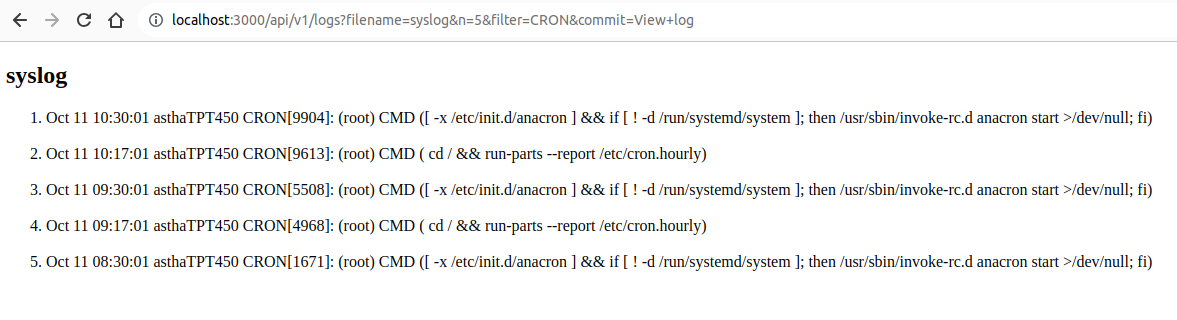 localhost:3000/api/v1/logs?filename=syslog&n=5&filter=CRON&commit=View+log
syslog
1. Oct 11 10:30:01 asthaTPT450 CRON[9904]: (root) CMD ([ -x /etc/init.d/anacron ] && if [ ! -d /run/systemd/system ]; then /usr/sbin/invoke-rc.d anacron start >/dev/null; fi)
2. Oct 11 10:17:01 asthaTPT450 CRON[9613]: (root) CMD ( cd / && run-parts --report /etc/cron.hourly)
3. Oct 11 09:30:01 asthaTPT450 CRON[5508]: (root) CMD ([ -x /etc/init.d/anacron ] && if [ ! -d /run/systemd/system ]; then /usr/sbin/invoke-rc.d anacron start >/dev/null; fi)
4. Oct 11 09:17:01 asthaTPT450 CRON[4968]: (root) CMD ( cd / && run-parts --report /etc/cron.hourly)
5. Oct 11 08:30:01 asthaTPT450 CRON[1671]: (root) CMD ([ -x /etc/init.d/anacron ] && if [ ! -d /run/systemd/system ]; then /usr/sbin/invoke-rc.d anacron start >/dev/null; fi)